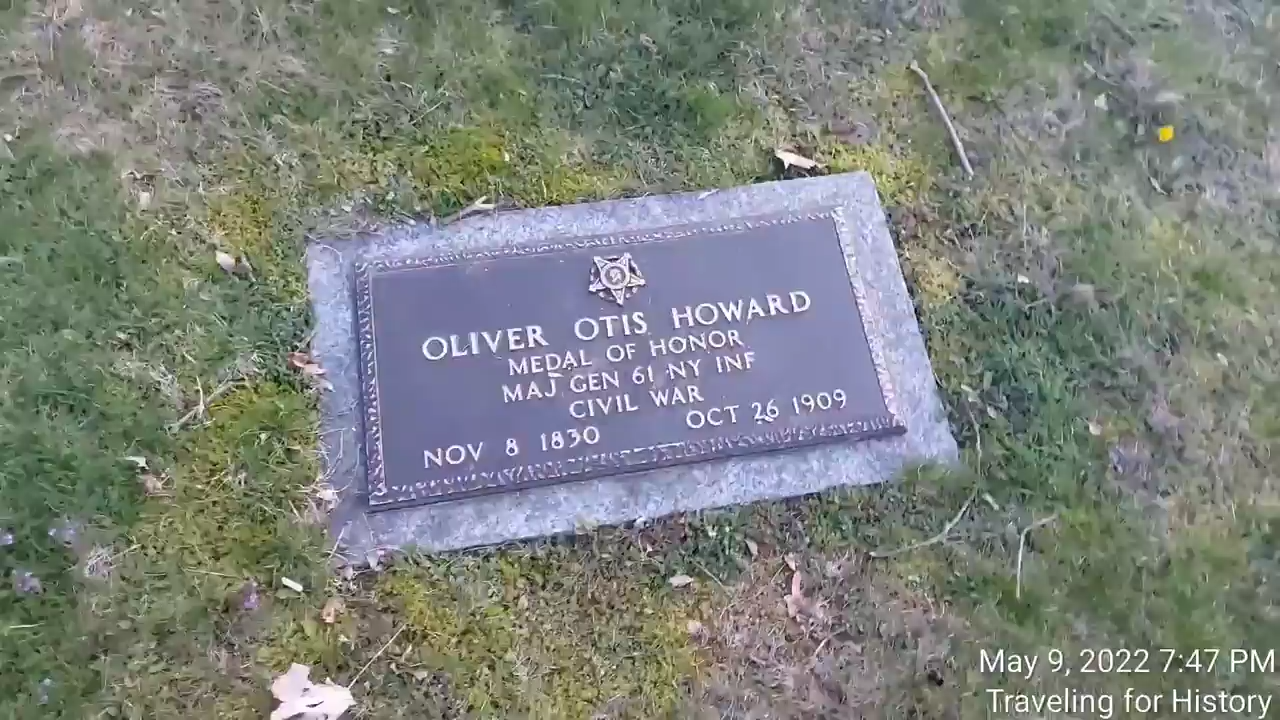 OLIVER OTIS HOWARD
MEDAL OF HONOR
MAJ GEN 61 NY INF
CIVIL WAR
NOV 8 1830 OCT 26 1909
May 9, 2022 7:47 PM
Traveling for History